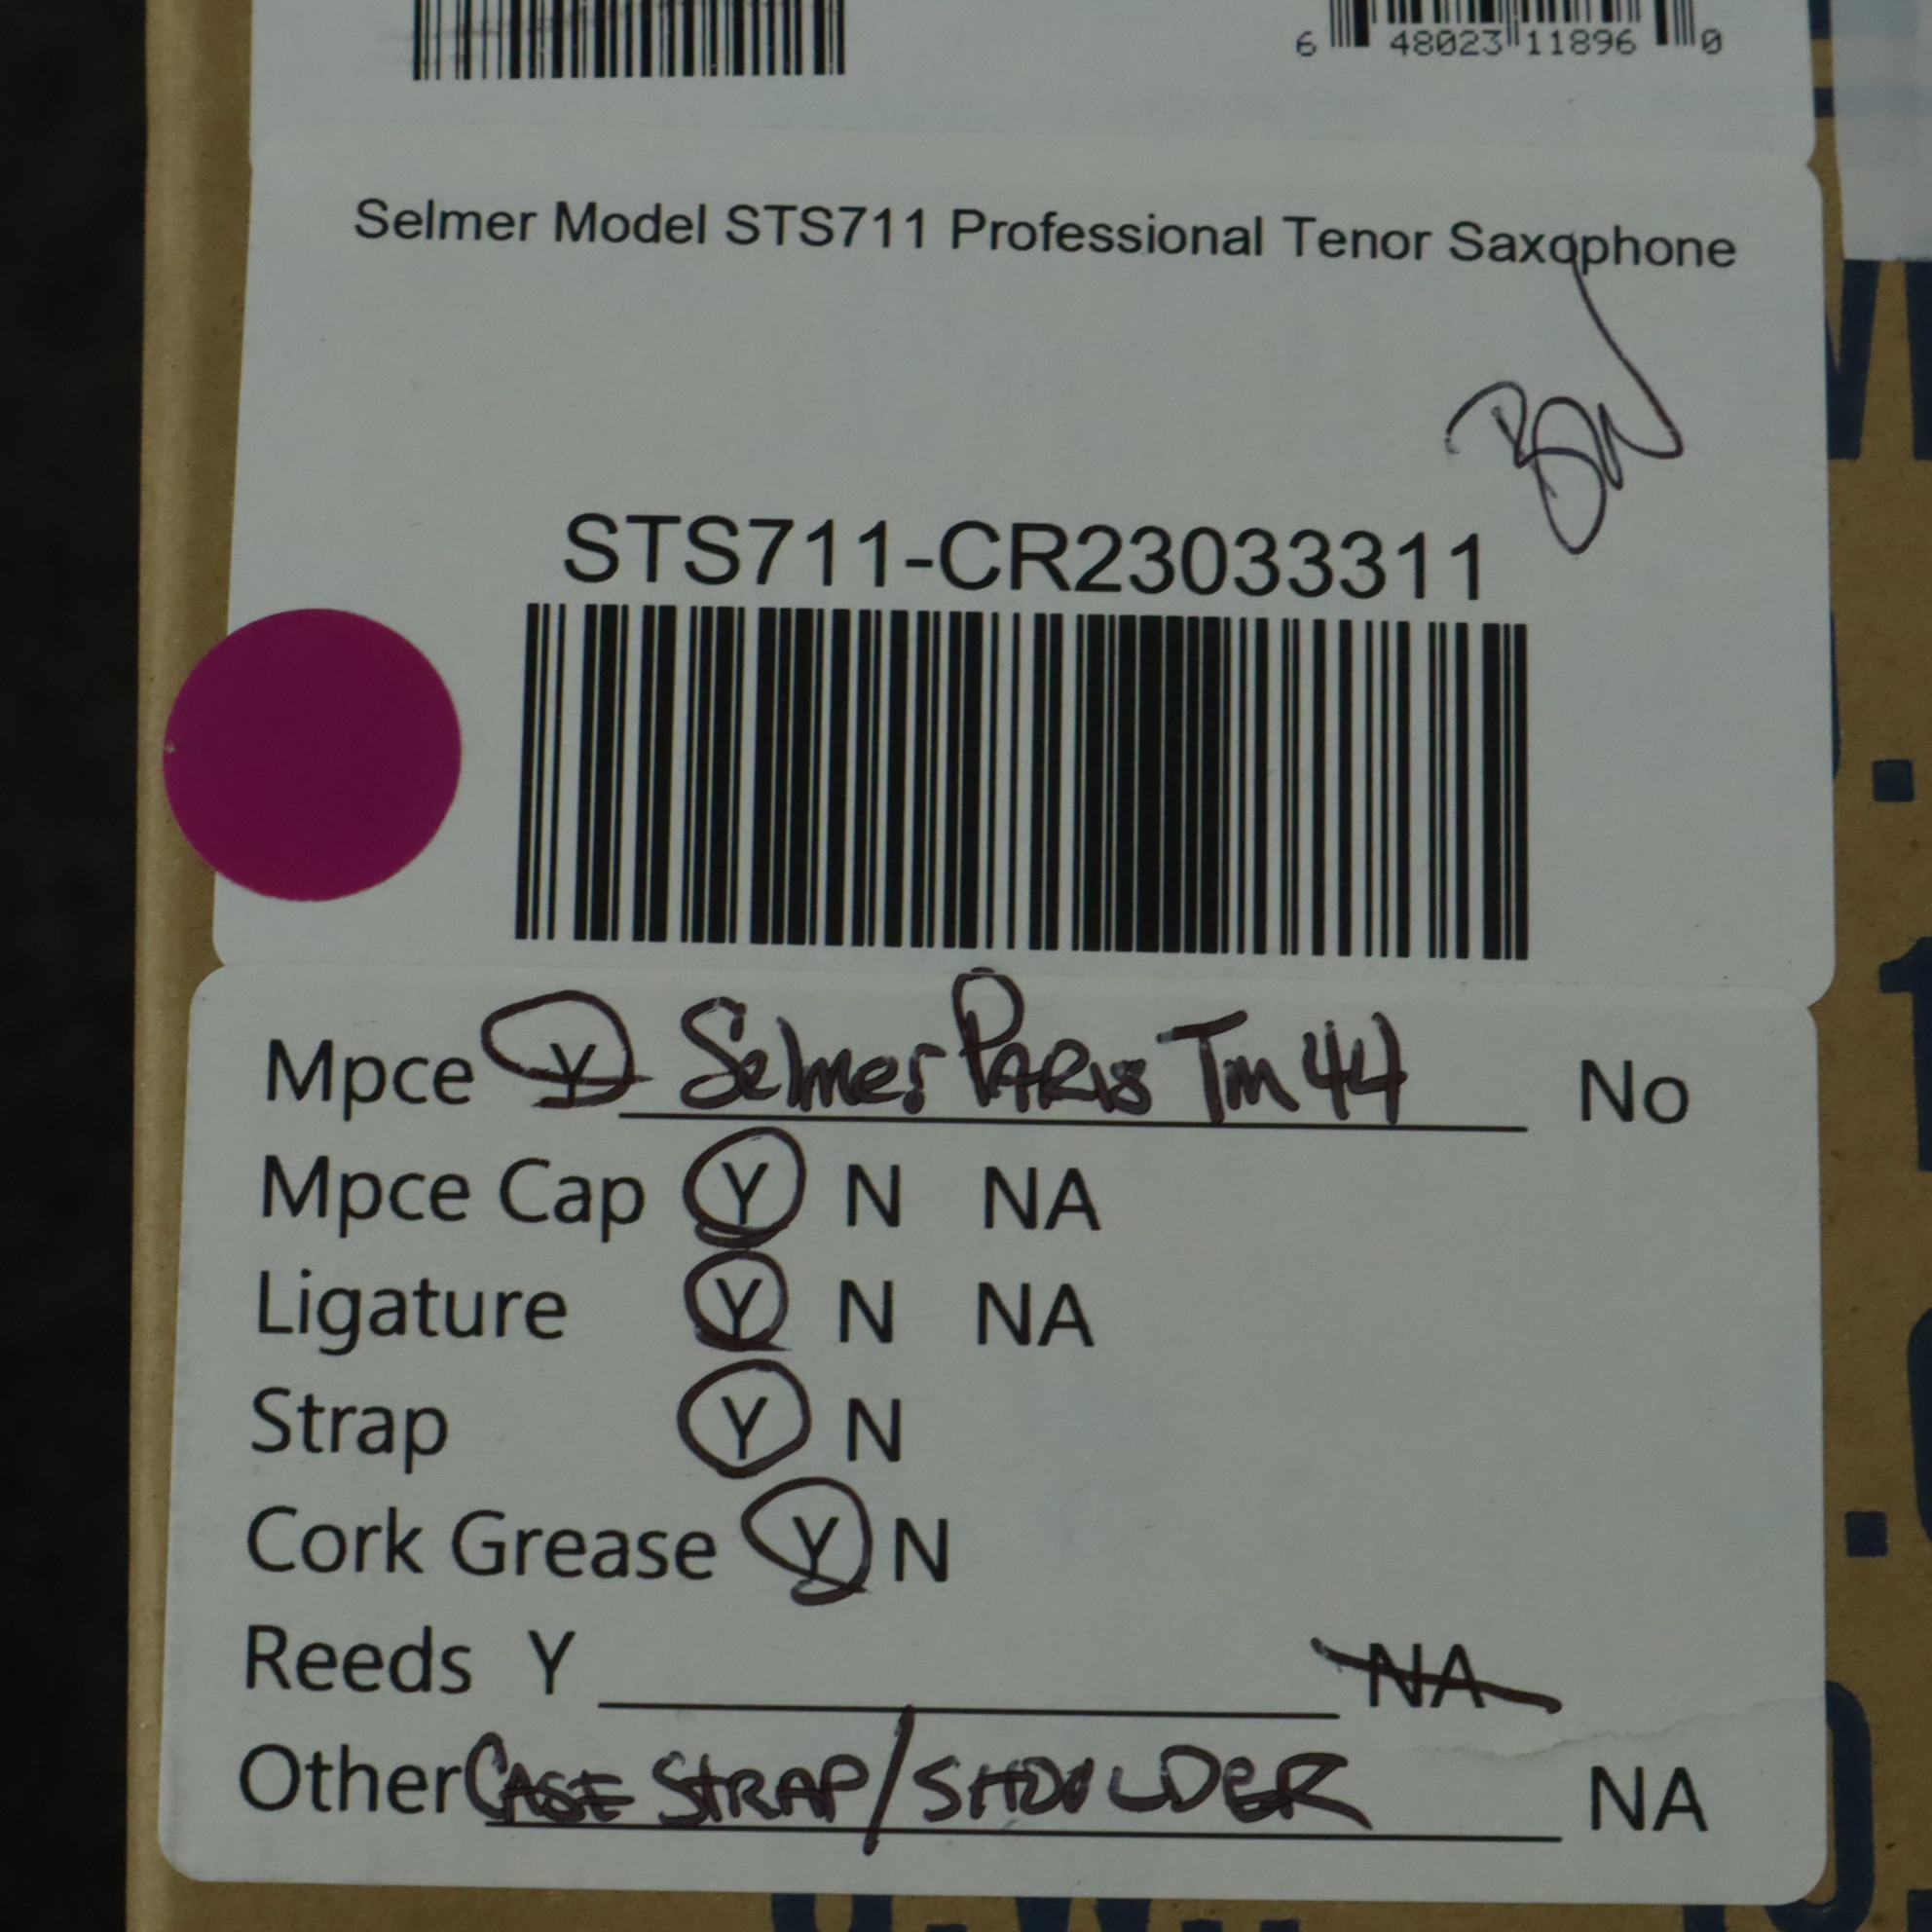 6 48023 11896 0
Selmer Model STS711 Professional Tenor Saxophone
STS711-CR23033311
Mpce Y Selmer PARIS Tm 44 No
Mpce Cap Y N NA
Ligature Y N NA
Strap Y N
Cork Grease Y N
Reeds Y NA
Other CASE STRAP/SHOULDER NA